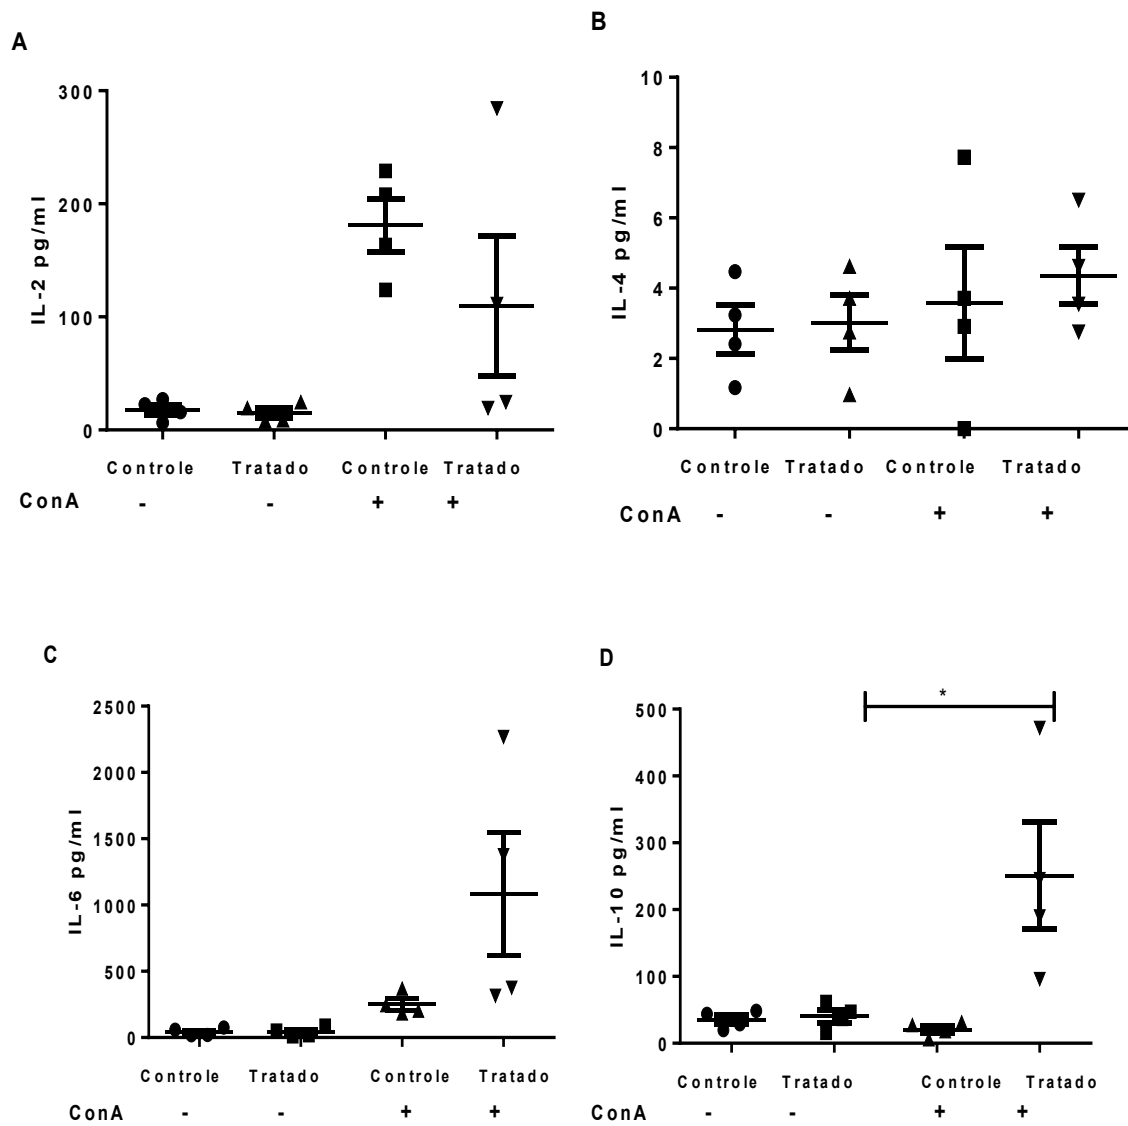 A
B
IL-2 pg/ml
300
200
100
0
Controle Tratado Controle Tratado
ConA - - + +
IL-4 pg/ml
10
8
6
4
2
0
Controle Tratado Controle Tratado
ConA - - + +
C
D
IL-6 pg/ml
2500
2000
1500
1000
500
0
Controle Tratado Controle Tratado
ConA - - + +
*
IL-10 pg/ml
500
400
300
200
100
0
Controle Tratado Controle Tratado
ConA - - + +